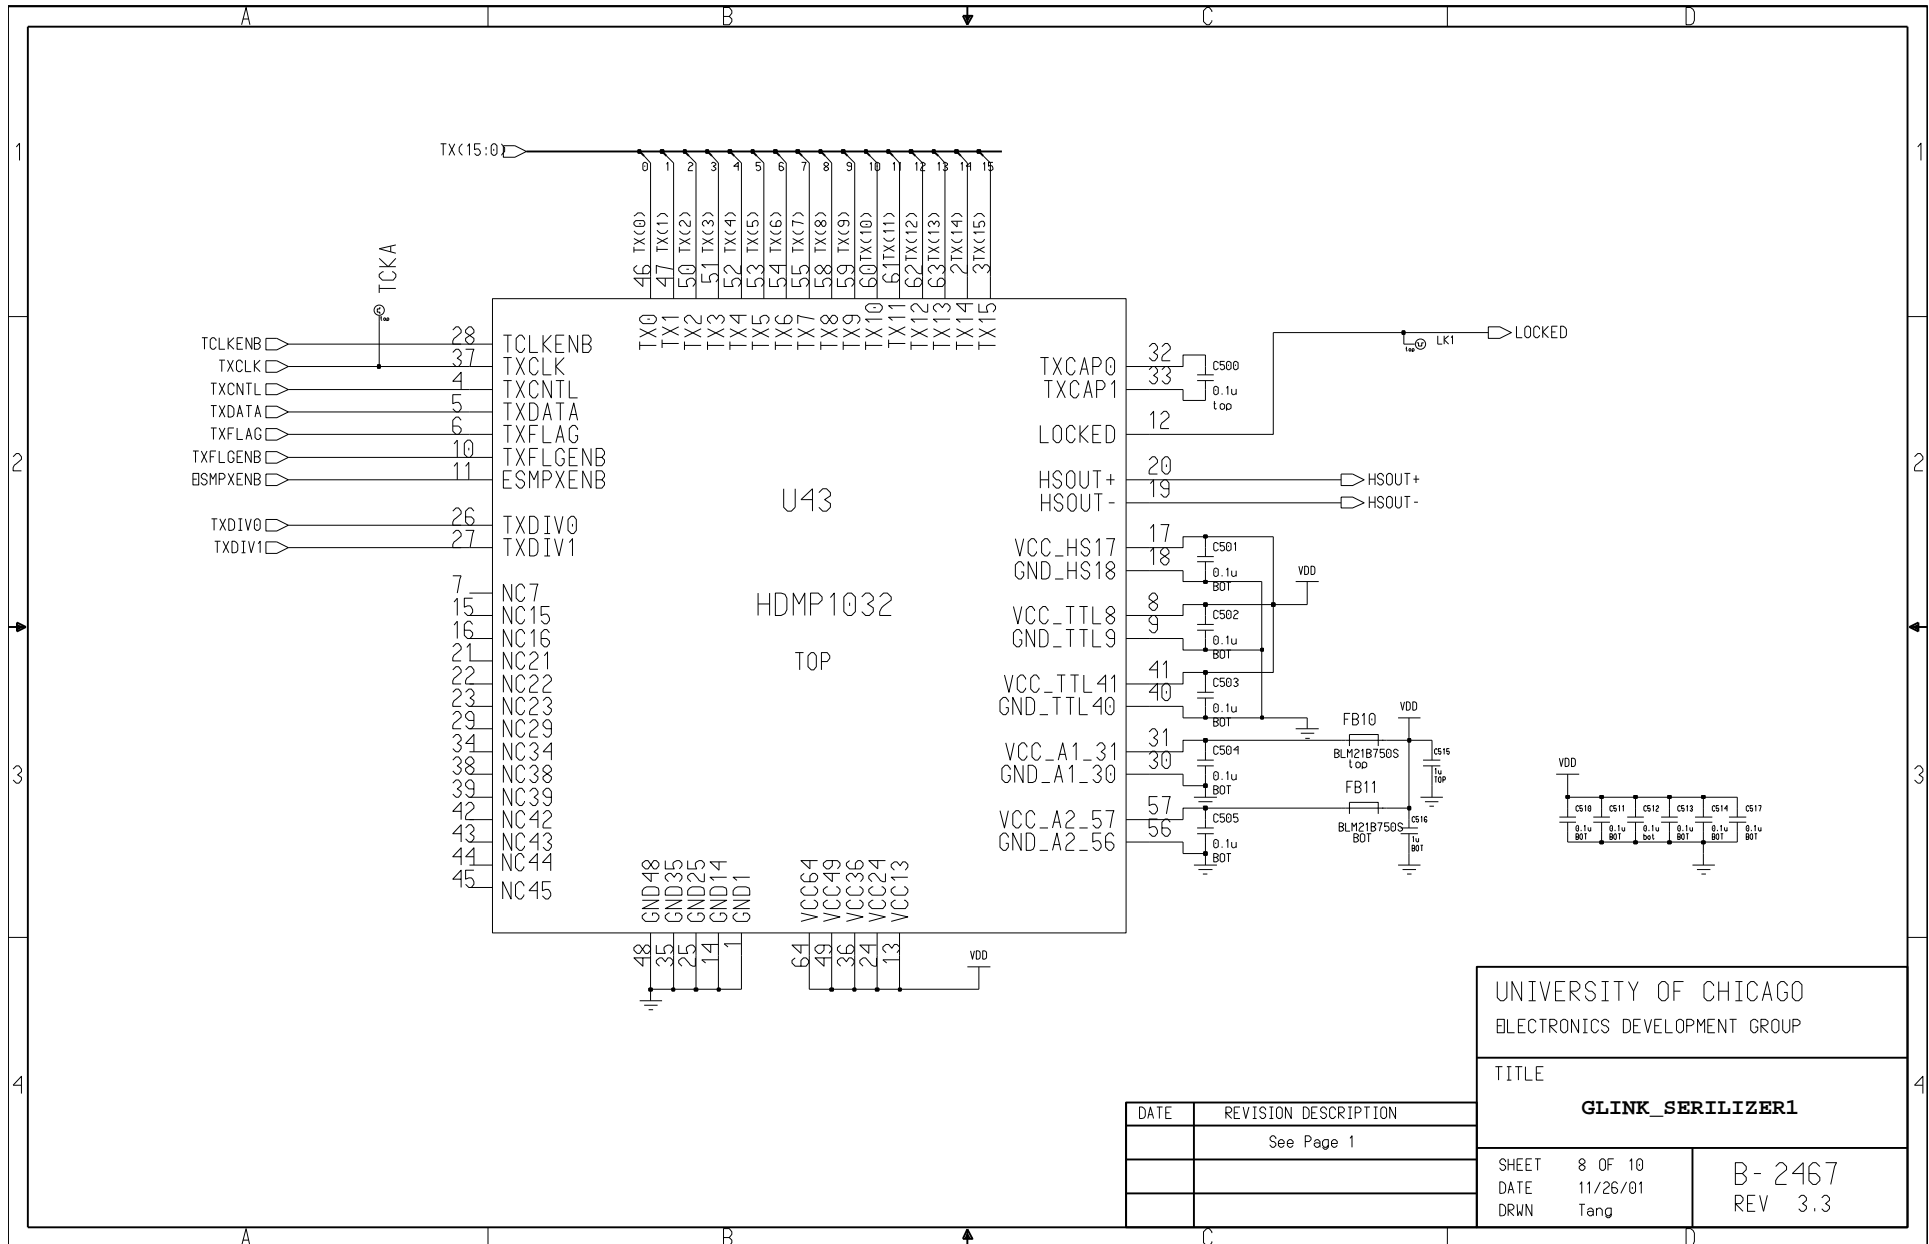 A B C D
1 1
TX(15:0)
0 1 2 3 4 5 6 7 8 9 10 11 12 13 14 15
TX(0) TX(1) TX(2) TX(3) TX(4) TX(5) TX(6) TX(7) TX(8) TX(9) TX(10) TX(11) TX(12) TX(13) TX(14) TX(15)
46 47 50 51 52 53 54 55 58 59 60 61 62 63 2 3
TX0 TX1 TX2 TX3 TX4 TX5 TX6 TX7 TX8 TX9 TX10 TX11 TX12 TX13 TX14 TX15
TCKA
top
TCLKENB 28 TCLKENB
TXCLK 37 TXCLK
TXCNTL 4 TXCNTL
TXDATA 5 TXDATA
TXFLAG 6 TXFLAG
TXFLGENB 10 TXFLGENB
ESMPXENB 11 ESMPXENB
TXDIV0 26 TXDIV0
TXDIV1 27 TXDIV1
2 2
7 NC7
15 NC15
16 NC16
21 NC21
22 NC22
23 NC23
29 NC29
34 NC34
38 NC38
39 NC39
42 NC42
43 NC43
44 NC44
45 NC45
U43
HDMP1032
TOP
TXCAP0 32
TXCAP1 33
C500
0.1u
top
LOCKED 12
top LK1 LOCKED
HSOUT+ 20 HSOUT+
HSOUT- 19 HSOUT-
VCC_HS17 17
GND_HS18 18
C501
0.1u
BOT
VDD
VCC_TTL8 8
GND_TTL9 9
C502
0.1u
BOT
VCC_TTL41 41
GND_TTL40 40
C503
0.1u
BOT
VCC_A1_31 31
GND_A1_30 30
C504
0.1u
BOT
FB10
BLM21B750S
top
VDD
C515
1u
TOP
VCC_A2_57 57
GND_A2_56 56
C505
0.1u
BOT
FB11
BLM21B750S
BOT
C516
1u
BOT
3 3
VDD
C510 C511 C512 C513 C514 C517
0.1u 0.1u 0.1u 0.1u 0.1u 0.1u
BOT BOT bot BOT BOT BOT
GND48 GND35 GND25 GND14 GND1 VCC64 VCC49 VCC36 VCC24 VCC13
48 35 25 14 1 64 49 36 24 13
VDD
4 4
UNIVERSITY OF CHICAGO
ELECTRONICS DEVELOPMENT GROUP
TITLE
GLINK_SERILIZER1
DATE REVISION DESCRIPTION
See Page 1
SHEET 8 OF 10
DATE 11/26/01
DRWN Tang
B-2467
REV 3.3
A B C D